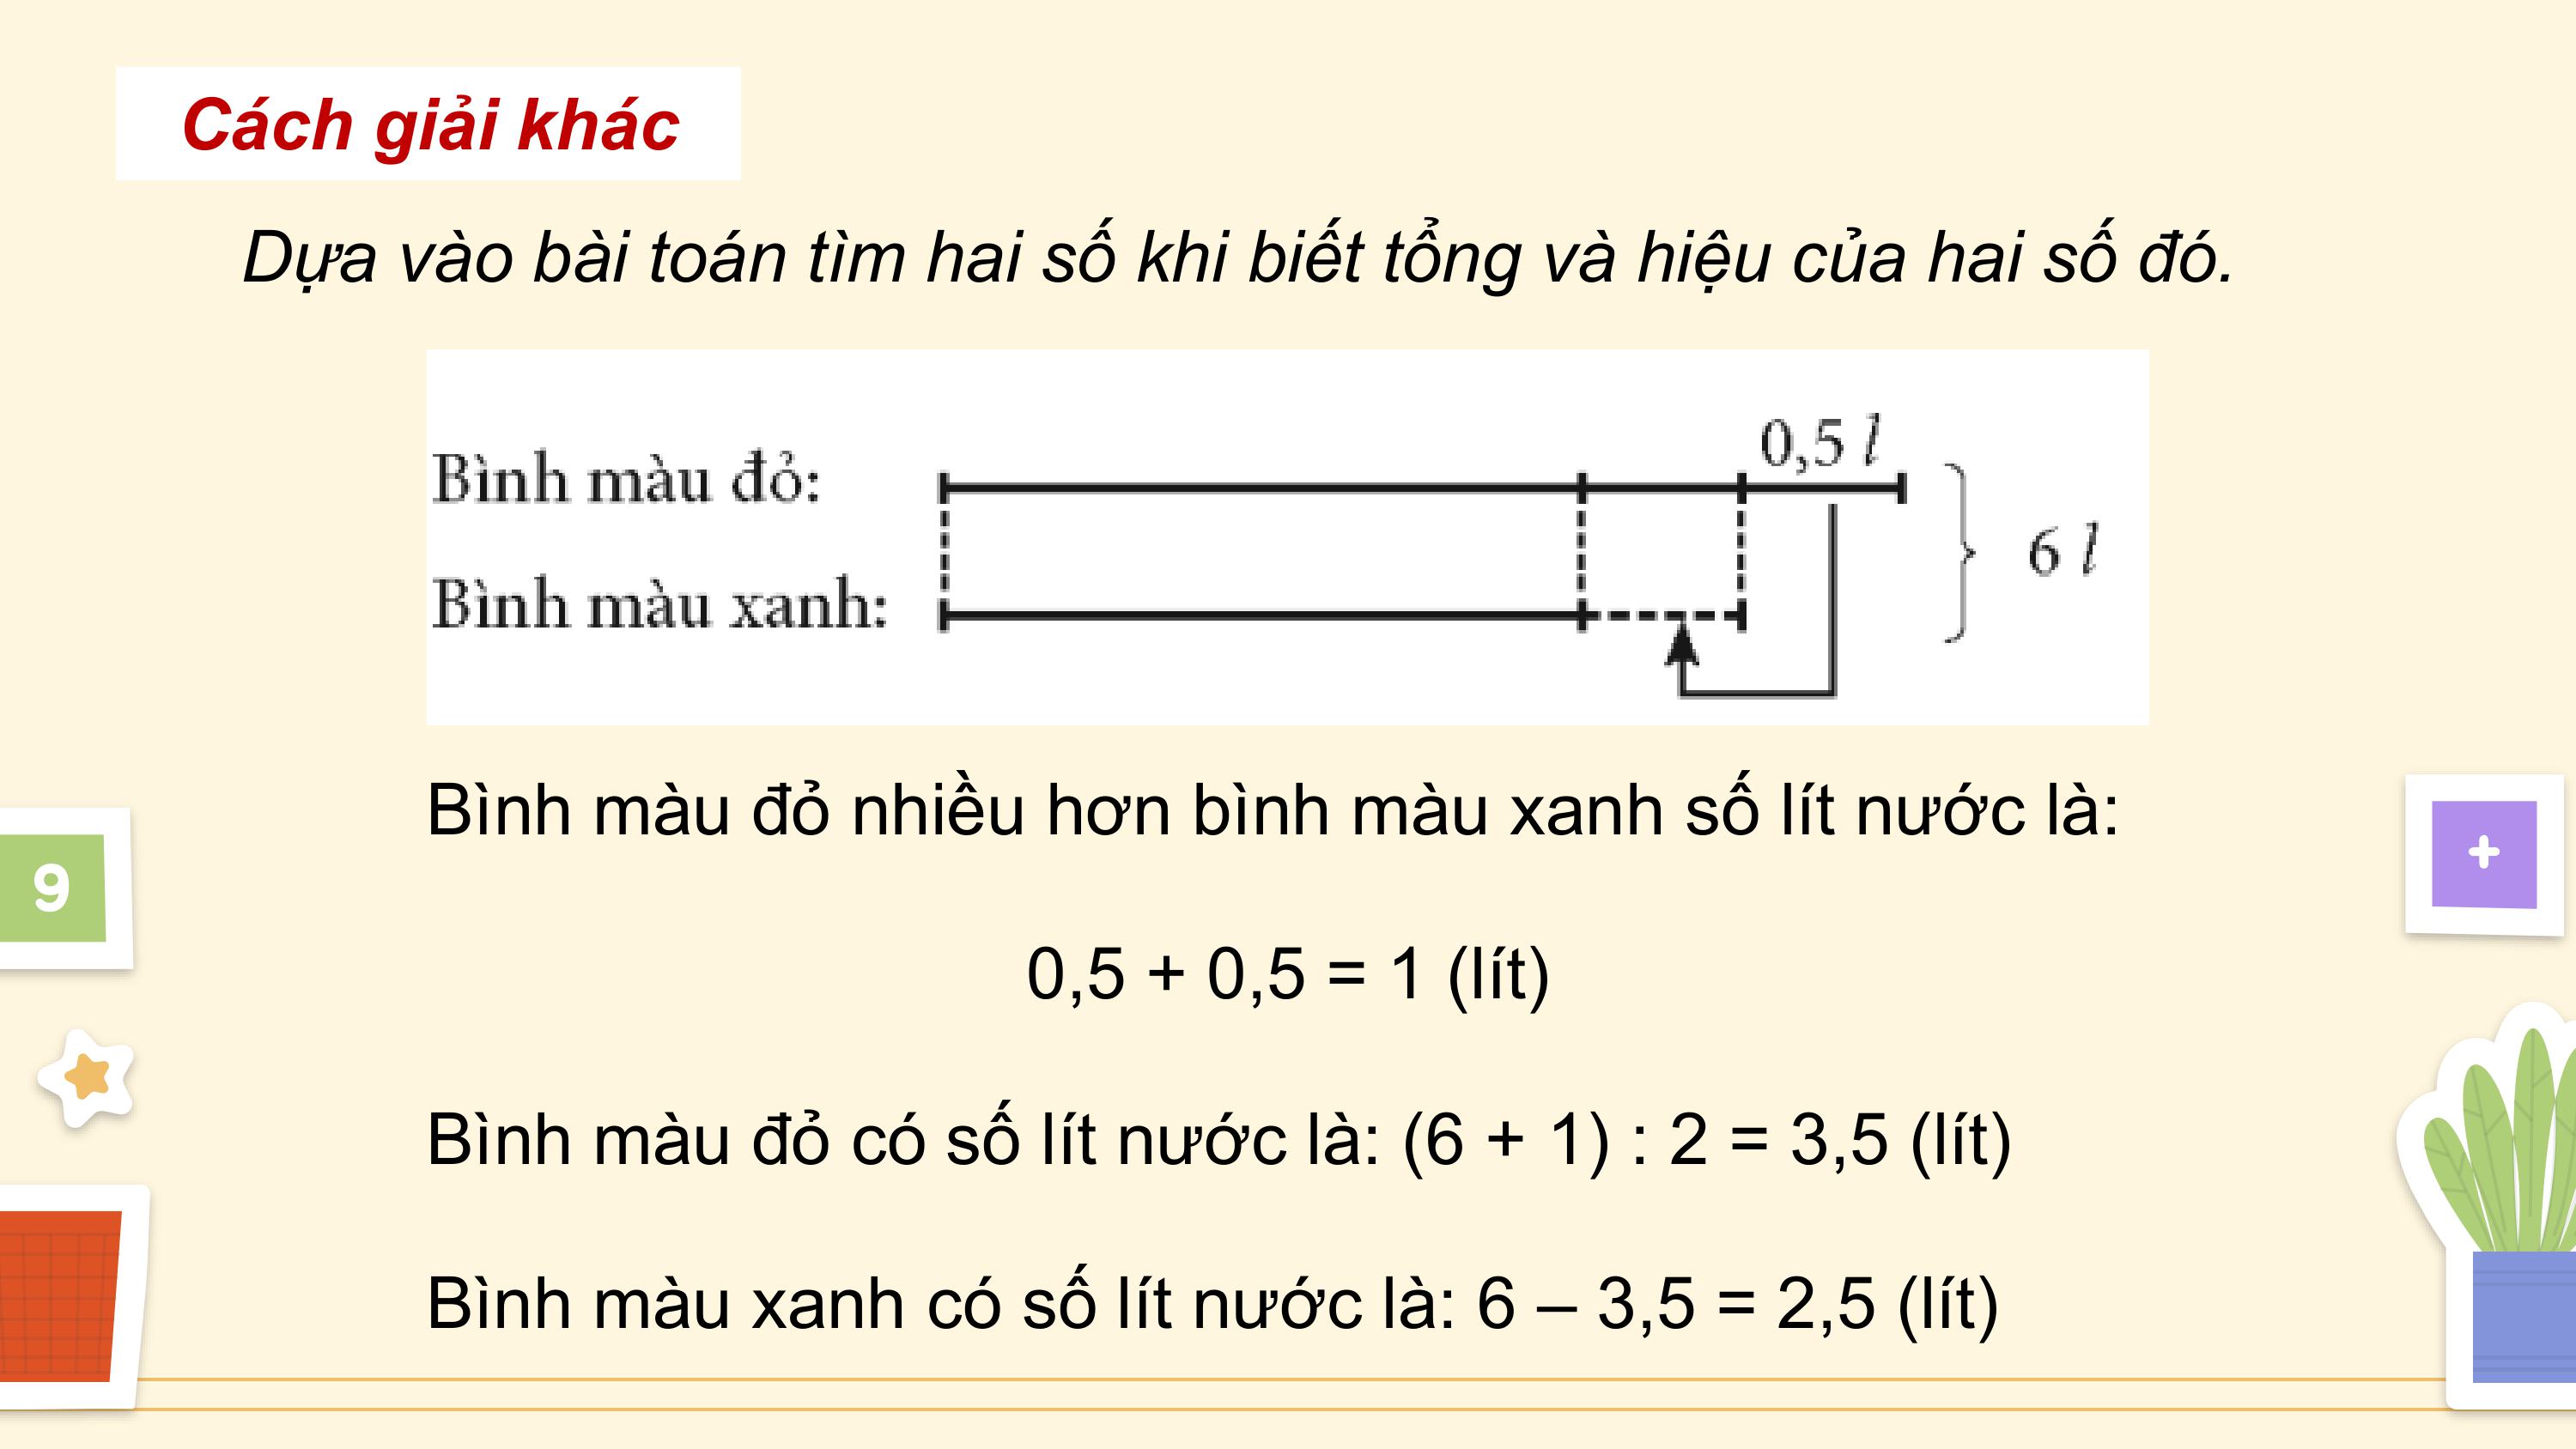 Cách giải khác
Dựa vào bài toán tìm hai số khi biết tổng và hiệu của hai số đó.
0,5 l
Bình màu đỏ:
6 l
Bình màu xanh:
Bình màu đỏ nhiều hơn bình màu xanh số lít nước là:
9
+
0,5 + 0,5 = 1 (lít)
Bình màu đỏ có số lít nước là: (6 + 1) : 2 = 3,5 (lít)
Bình màu xanh có số lít nước là: 6 – 3,5 = 2,5 (lít)